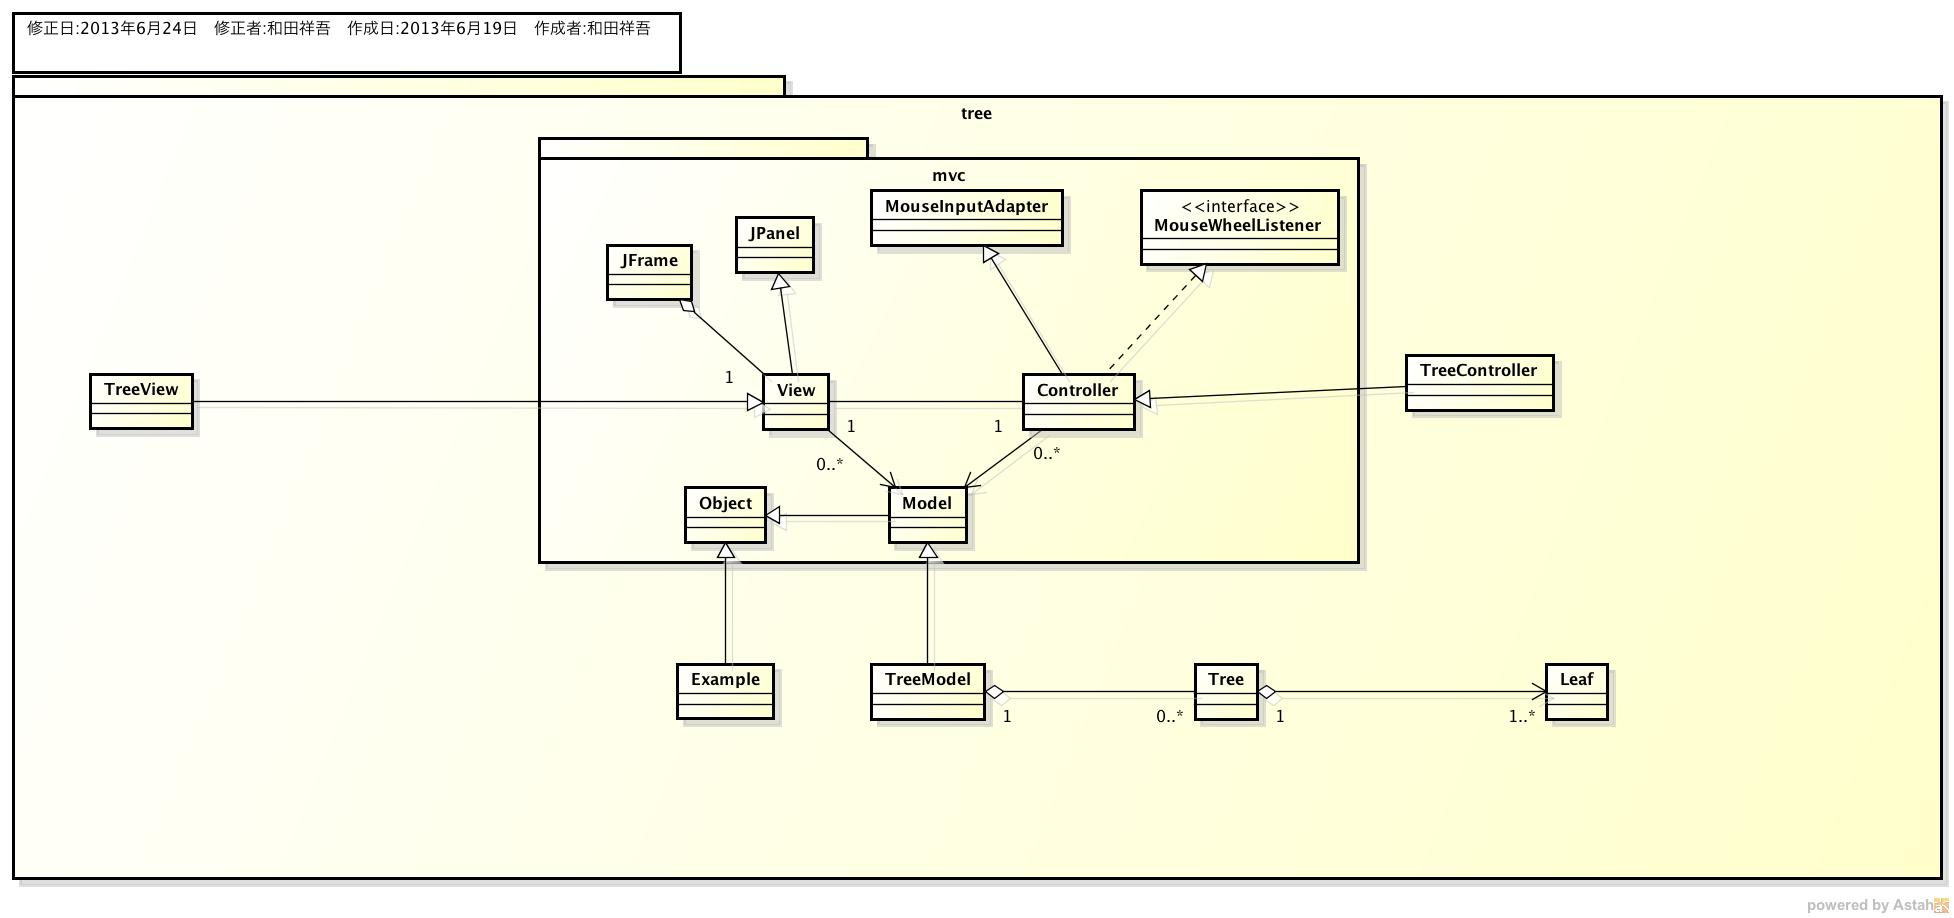 修正日:2013年6月24日　修正者:和田祥吾　作成日:2013年6月19日　作成者:和田祥吾
tree
mvc
MouseInputAdapter
<<interface>>
MouseWheelListener
JPanel
JFrame
TreeController
1
TreeView
View
Controller
1
1
0..*
0..*
Object
Model
Example
TreeModel
Tree
Leaf
1
0..*
1
1..*
powered by Astah